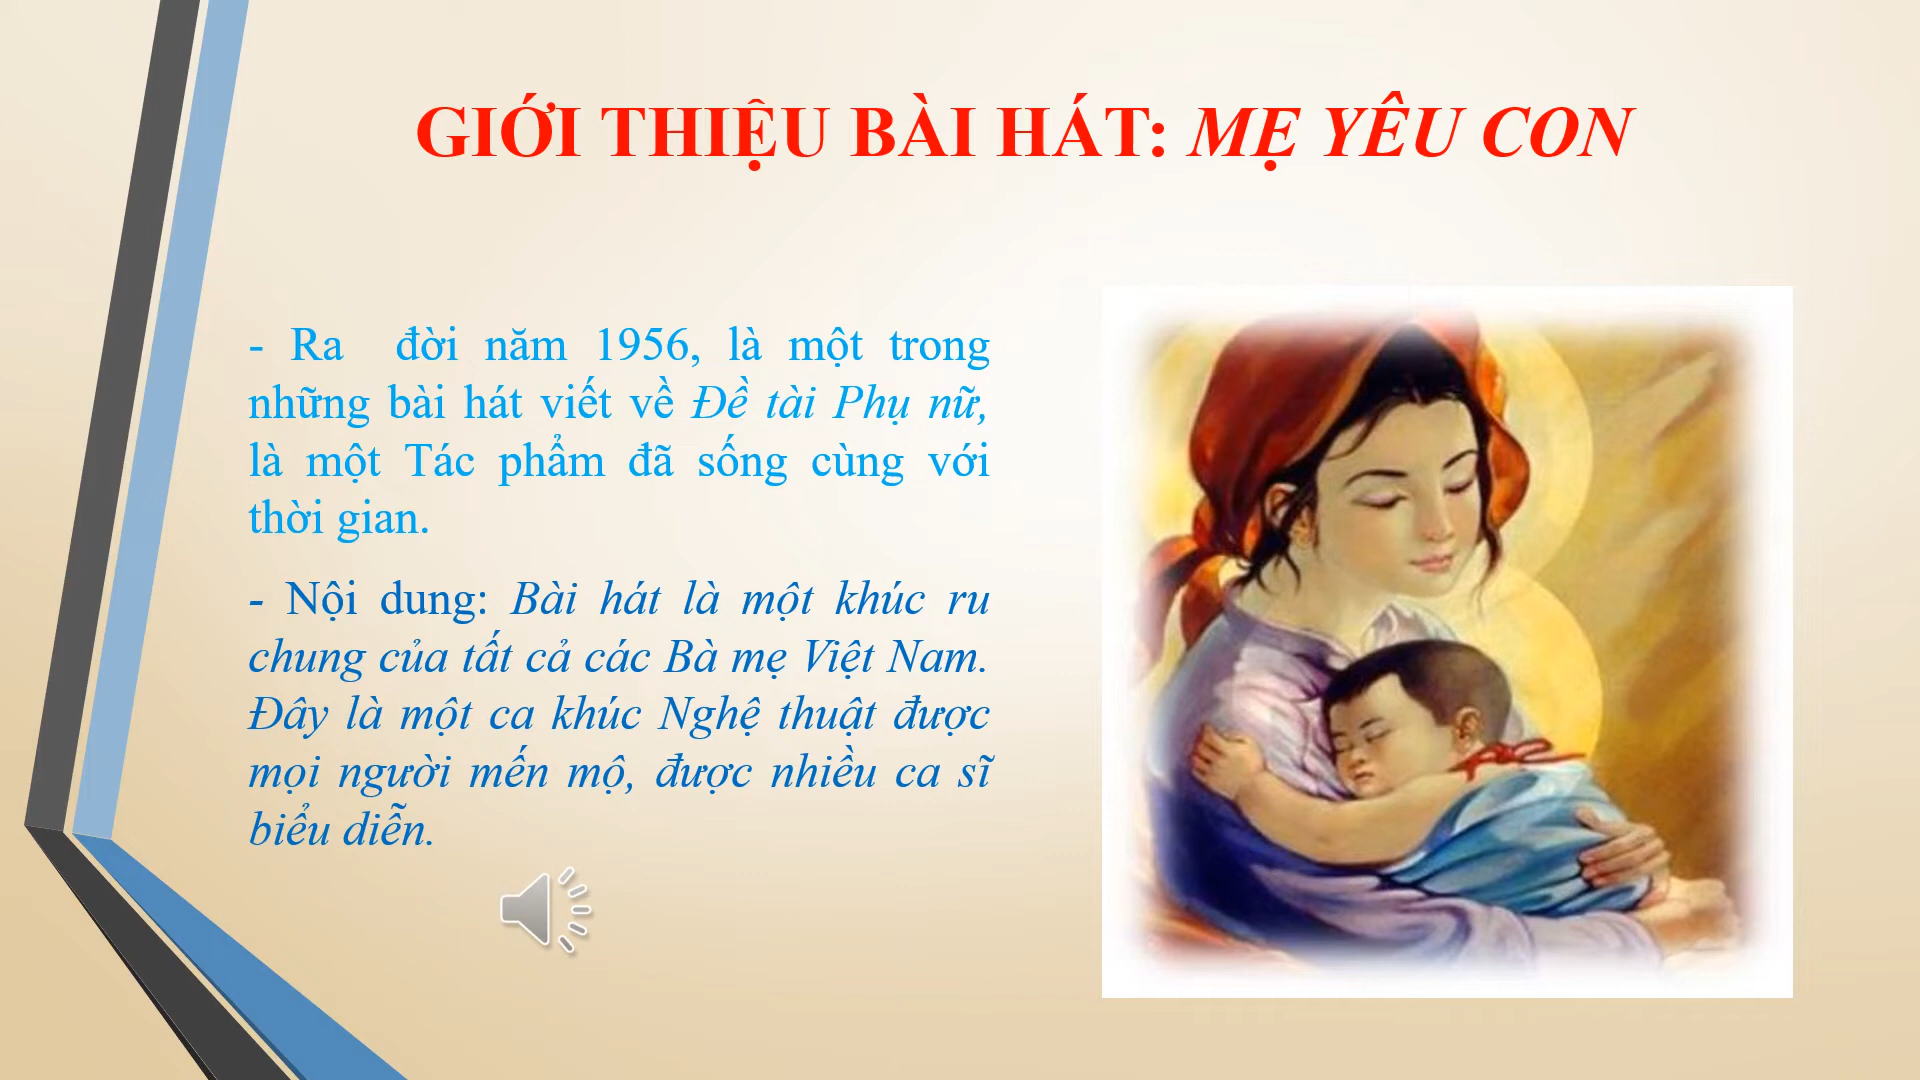 GIỚI THIỆU BÀI HÁT: MẸ YÊU CON
- Ra đời năm 1956, là một trong
những bài hát viết về Đề tài Phụ nữ,
là một Tác phẩm đã sống cùng với
thời gian.
- Nội dung: Bài hát là một khúc ru
chung của tất cả các Bà mẹ Việt Nam.
Đây là một ca khúc Nghệ thuật được
mọi người mến mộ, được nhiều ca sĩ
biểu diễn.